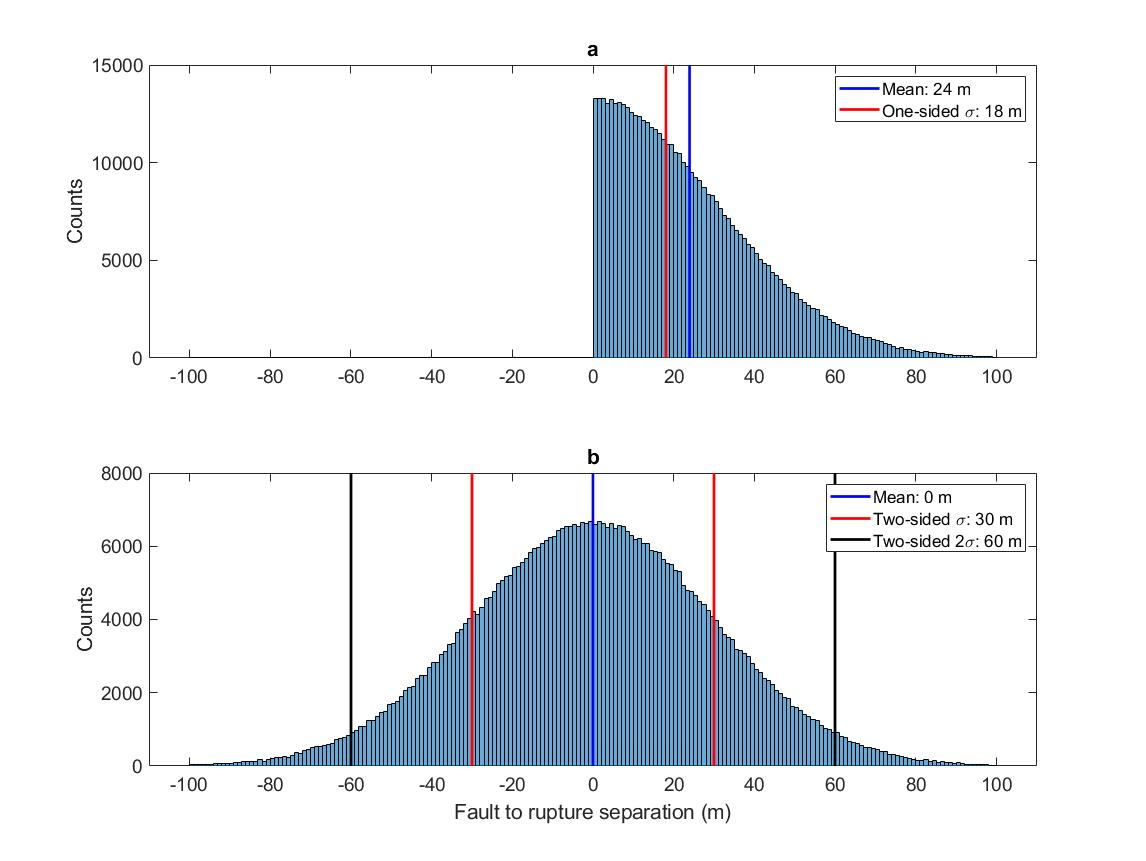 a
15000
10000
5000
0
Counts
Mean: 24 m
One-sided σ: 18 m
-100 -80 -60 -40 -20 0 20 40 60 80 100
b
8000
6000
4000
2000
0
Counts
Mean: 0 m
Two-sided σ: 30 m
Two-sided 2σ: 60 m
-100 -80 -60 -40 -20 0 20 40 60 80 100
Fault to rupture separation (m)